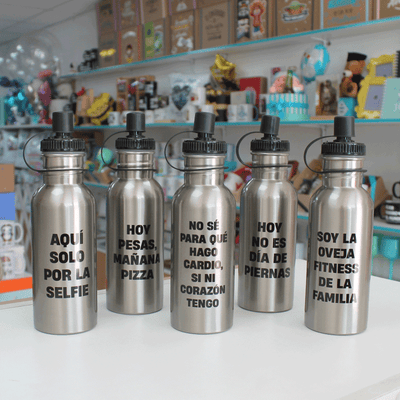 AQUÍ
SOLO
POR LA
SELFIE
HOY
PESAS,
MAÑANA
PIZZA
NO SÉ
PARA QUÉ
HAGO
CARDIO,
SI NI
CORAZÓN
TENGO
HOY
NO ES
DÍA DE
PIERNAS
SOY LA
OVEJA
FITNESS
DE LA
FAMILIA